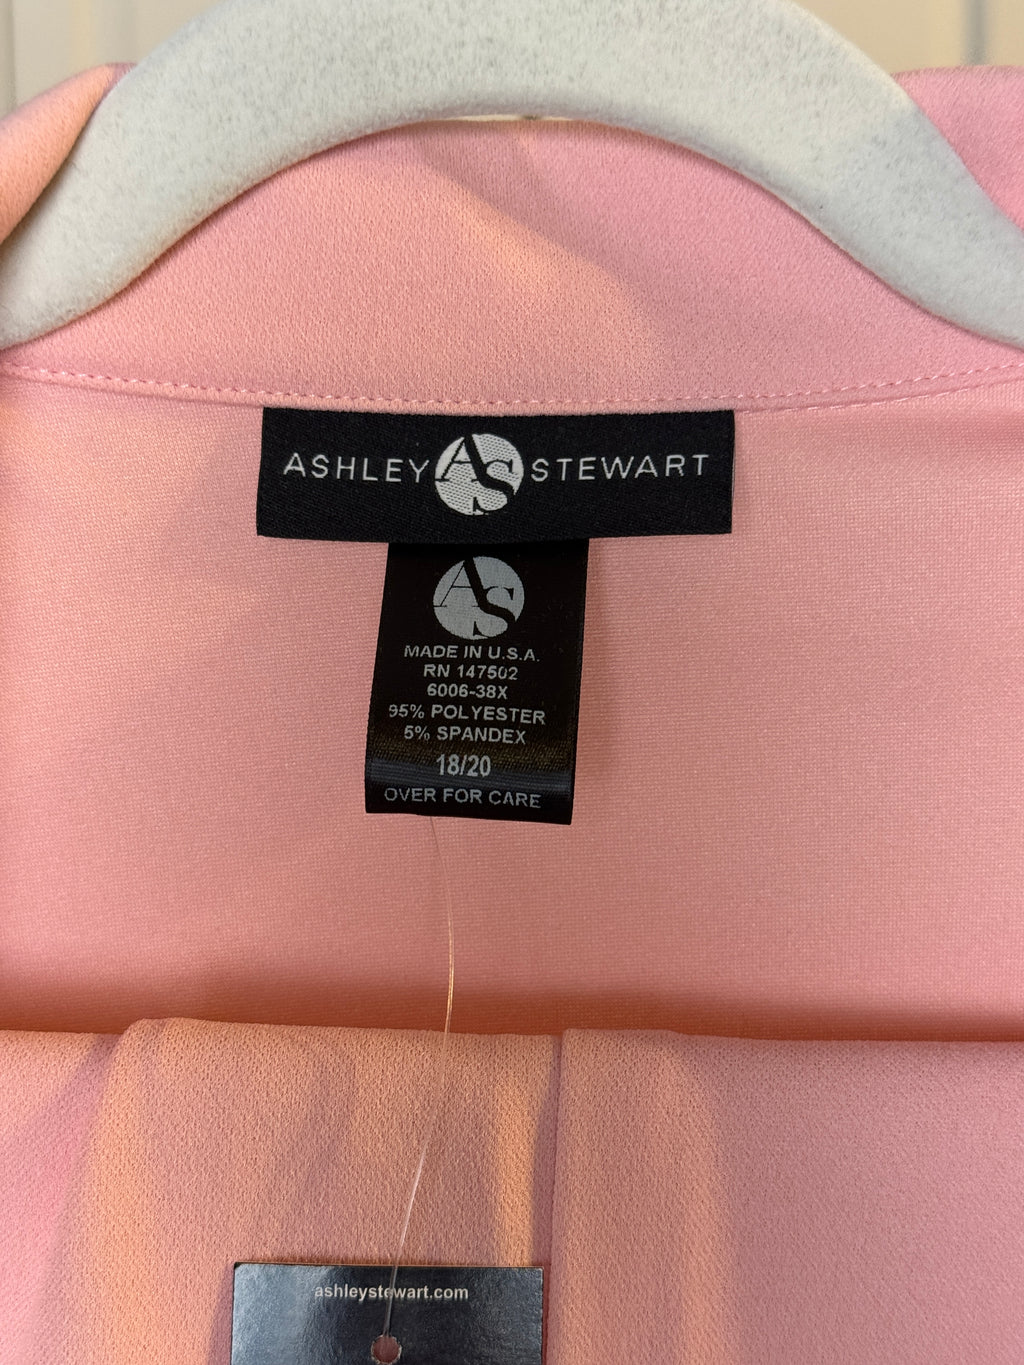 ASHLEY AS STEWART
AS
MADE IN U.S.A.
RN 147502
6006-38X
95% POLYESTER
5% SPANDEX
18/20
OVER FOR CARE
ashleystewart.com